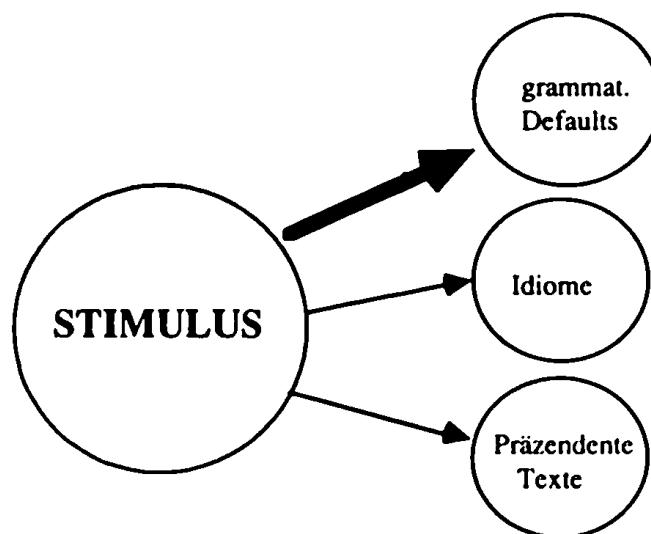 grammat.
Defaults
STIMULUS
Idiome
Präzendente
Texte